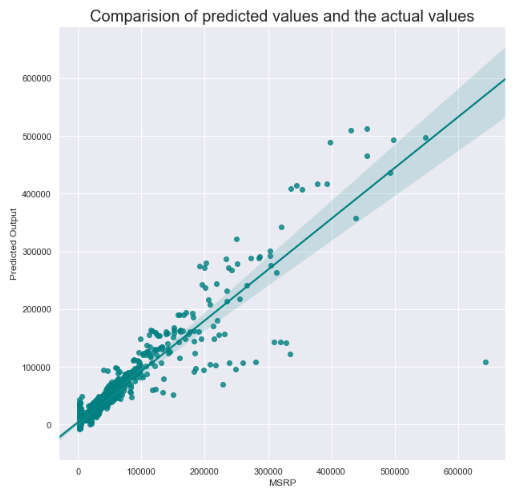 Comparision of predicted values and the actual values
600000
500000
400000
300000
200000
100000
0
Predicted Output
0 100000 200000 300000 400000 500000 600000
MSRP